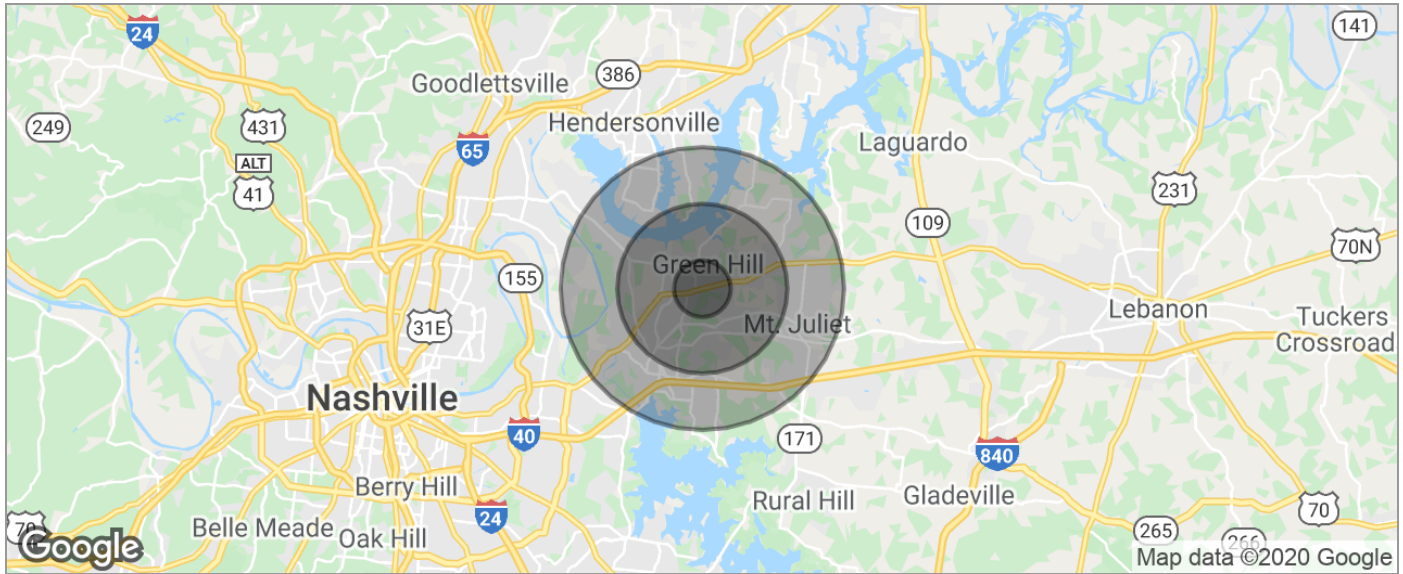 24
141
Goodlettsville
386
249
431
Hendersonville
65
Laguardo
ALT
41
231
109
70N
Green Hill
155
31E
Mt. Juliet
Lebanon
Tuckers
Crossroad
Nashville
40
171
840
Berry Hill
Rural Hill
Gladeville
24
70
70
Belle Meade
Oak Hill
265
266
Google
Map data ©2020 Google